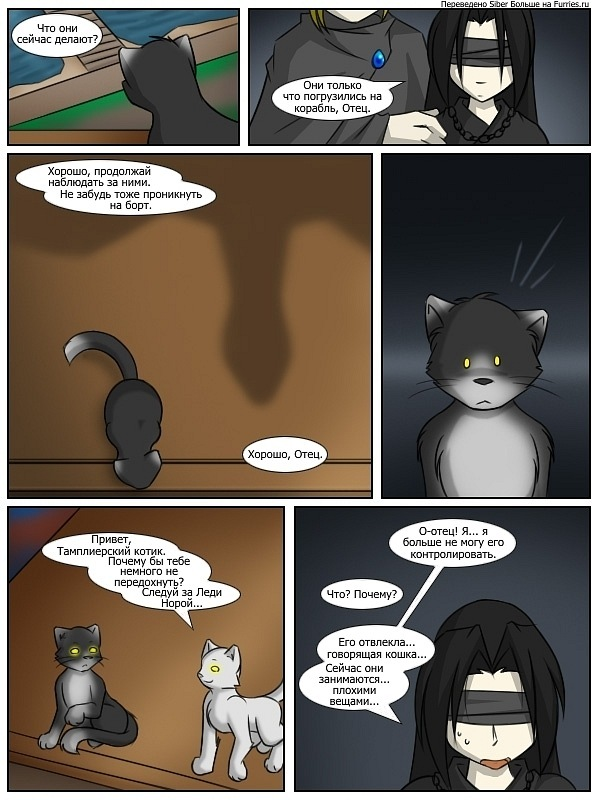 Переведено Siber Больше на Furries.ru
Что они
сейчас делают?
Они только
что погрузились на
корабль, Отец.
Хорошо, продолжай
наблюдать за ними.
Не забудь тоже проникнуть
на борт.
Хорошо, Отец.
Привет,
Тамплиерский котик.
Почему бы тебе
немного не
передохнуть?
Следуй за Леди
Норой...
О-отец! Я... я
больше не могу его
контролировать.
Что? Почему?
Его отвлекла...
говорящая кошка...
Сейчас они
занимаются...
плохими
вещами...